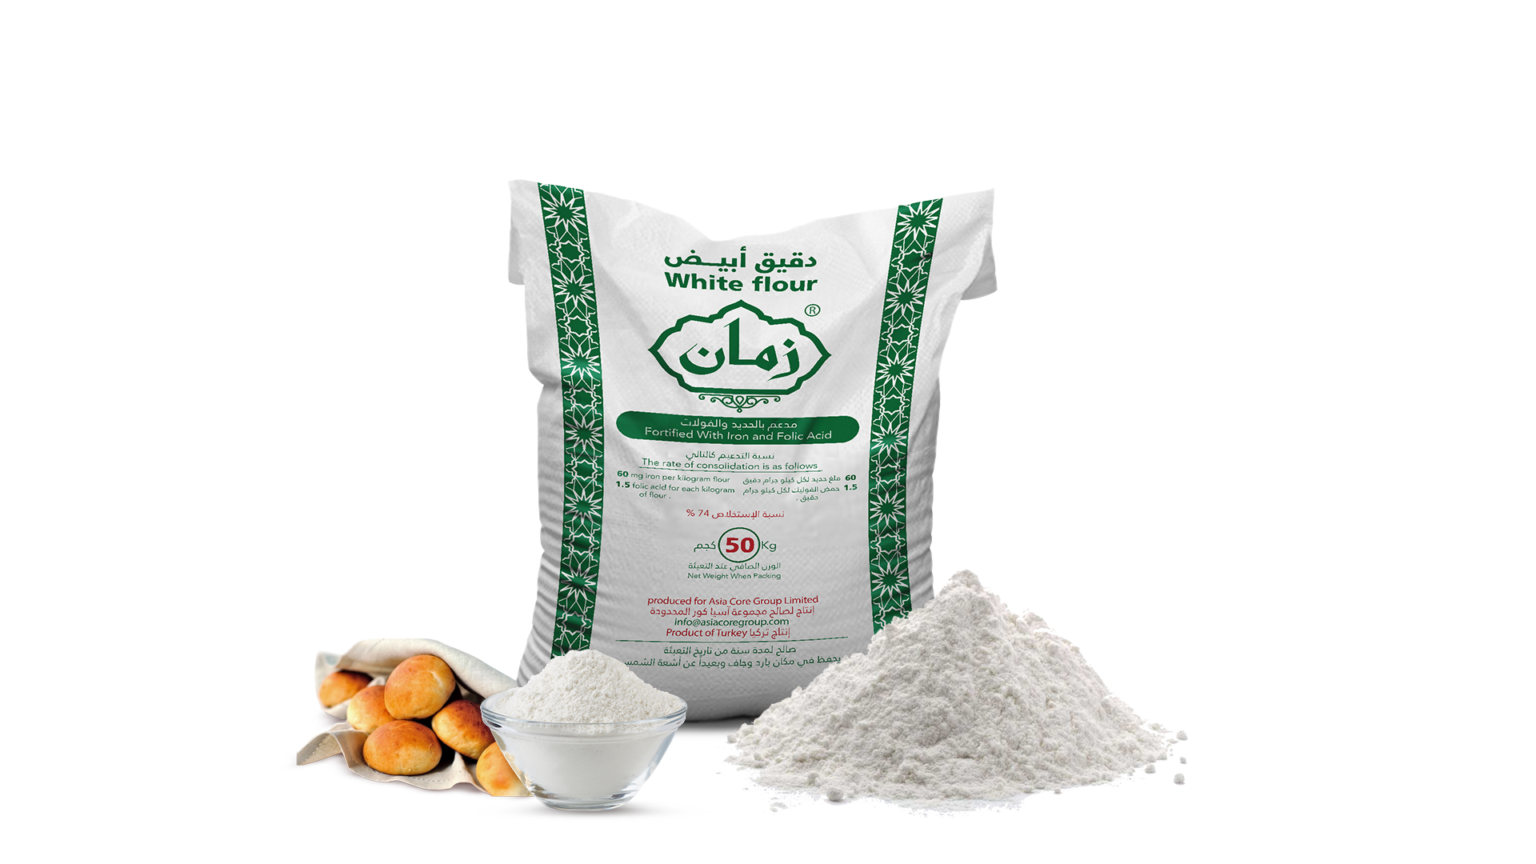 دقيق أبيــض
White flour
®
زمان
مدعم بالحديد والفولات
Fortified With Iron and Folic Acid
نسبة التدعيم كالتالي
The rate of consolidation is as follows
60 mg iron per kilogram flour
1.5 folic acid for each kilogram
of flour .
60 ملغ حديد لكل كيلو جرام دقيق
1.5 حمض الفوليك لكل كيلو جرام
دقيق .
نسبة الإستخلاص 74 %
50 Kg كجم
الوزن الصافي عند التعبئة
Net Weight When Packing
produced for Asia Core Group Limited
إنتاج لصالح مجموعة آسيا كور المحدودة
info@asiacoregroup.com
Product of Turkey إنتاج تركيا
صالح لمدة سنة من تاريخ التعبئة
يحفظ في مكان بارد وجاف وبعيداً عن أشعة الشمس